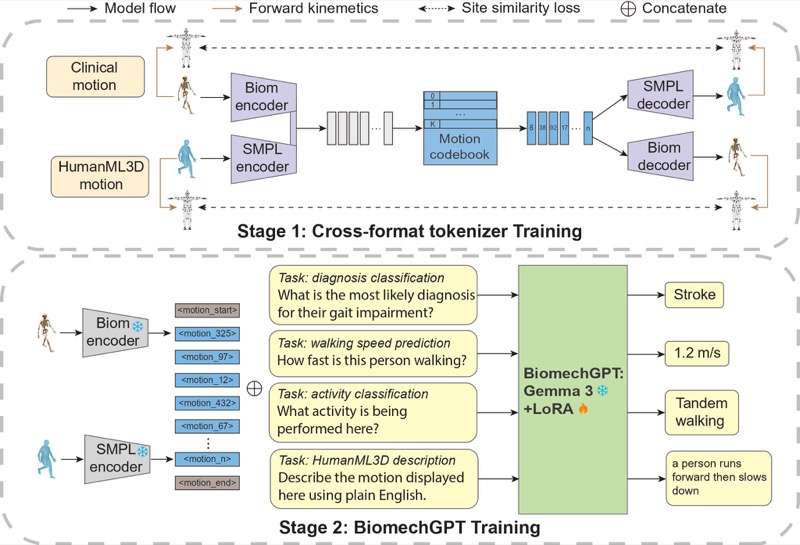 Model flow
Forward kinemetics
Site similarity loss
Concatenate
Clinical
motion
Biom
encoder
HumanML3D
motion
SMPL
encoder
...
0
1
...
K
Motion
codebook
6 38 92 17 ... n
SMPL
decoder
Biom
decoder
Stage 1: Cross-format tokenizer Training
Biom
encoder
SMPL
encoder
<motion_start>
<motion_325>
<motion_97>
<motion_12>
<motion_432>
<motion_67>
<motion_n>
<motion_end>
Task: diagnosis classification
What is the most likely diagnosis
for their gait impairment?
Task: walking speed prediction
How fast is this person walking?
Task: activity classification
What activity is being
performed here?
Task: HumanML3D description
Describe the motion displayed
here using plain English.
BiomechGPT:
Gemma 3
+LoRA
Stroke
1.2 m/s
Tandem
walking
a person runs
forward then slows
down
Stage 2: BiomechGPT Training